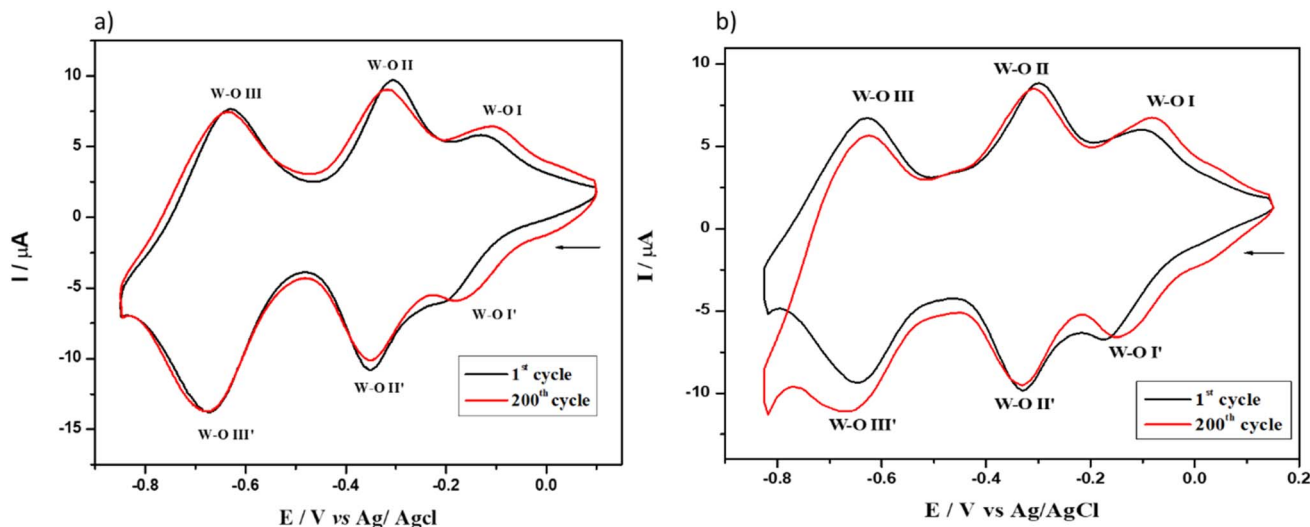 a)
W-O III
W-O II
W-O I
W-O III'
W-O II'
W-O I'
1st cycle
200th cycle
I / μA
10
5
0
-5
-10
-15
-0.8
-0.6
-0.4
-0.2
0.0
E / V vs Ag/ Agcl
b)
W-O III
W-O II
W-O I
W-O III'
W-O II'
W-O I'
1st cycle
200th cycle
I / μA
10
5
0
-5
-10
-0.8
-0.6
-0.4
-0.2
0.0
0.2
E / V vs Ag/AgCl